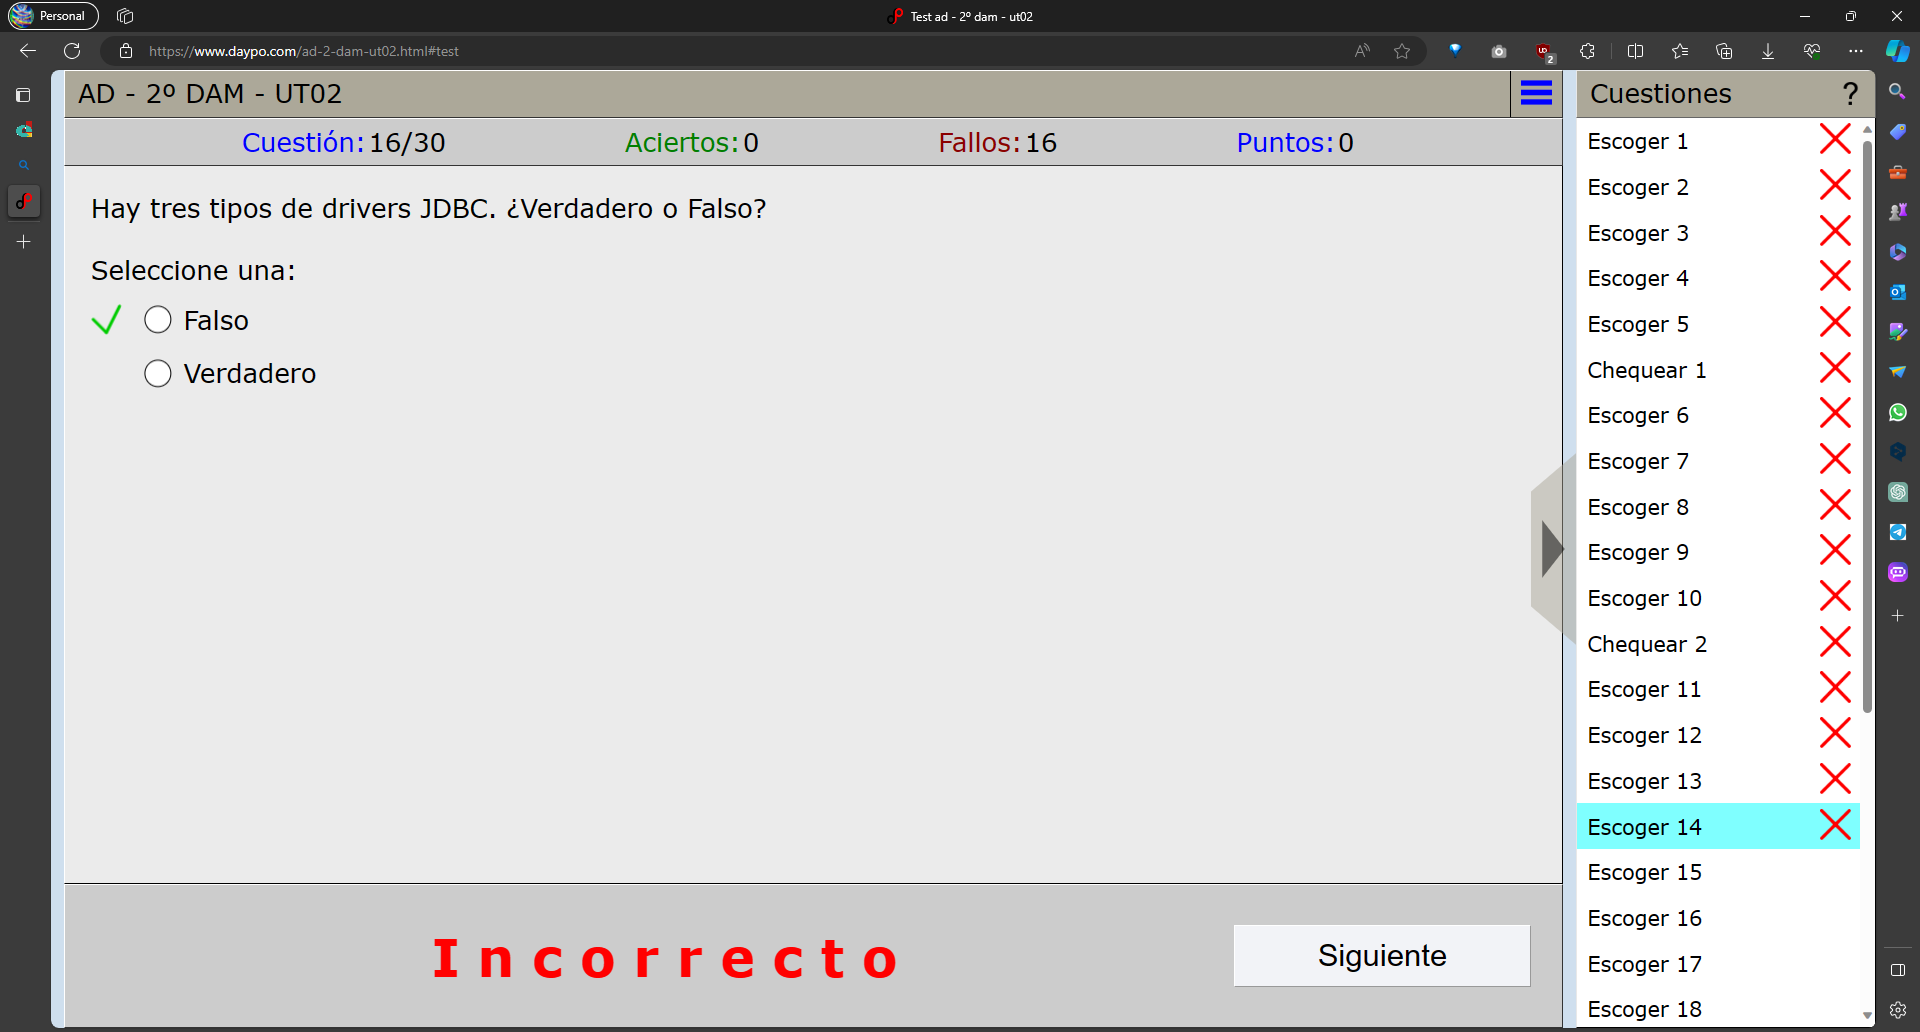 Personal
Test ad - 2º dam - ut02
https://www.daypo.com/ad-2-dam-ut02.html#test
2
AD - 2º DAM - UT02
Cuestión: 16/30
Aciertos: 0
Fallos: 16
Puntos: 0
Hay tres tipos de drivers JDBC. ¿Verdadero o Falso?
Seleccione una:
Falso
Verdadero
Incorrecto
Siguiente
Cuestiones
?
Escoger 1
Escoger 2
Escoger 3
Escoger 4
Escoger 5
Chequear 1
Escoger 6
Escoger 7
Escoger 8
Escoger 9
Escoger 10
Chequear 2
Escoger 11
Escoger 12
Escoger 13
Escoger 14
Escoger 15
Escoger 16
Escoger 17
Escoger 18